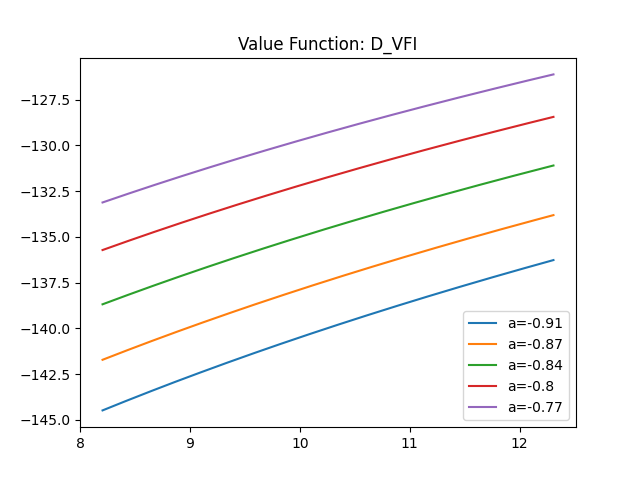 Value Function: D_VFI
−127.5
−130.0
−132.5
−135.0
−137.5
−140.0
−142.5
−145.0
a=-0.91
a=-0.87
a=-0.84
a=-0.8
a=-0.77
8
9
10
11
12